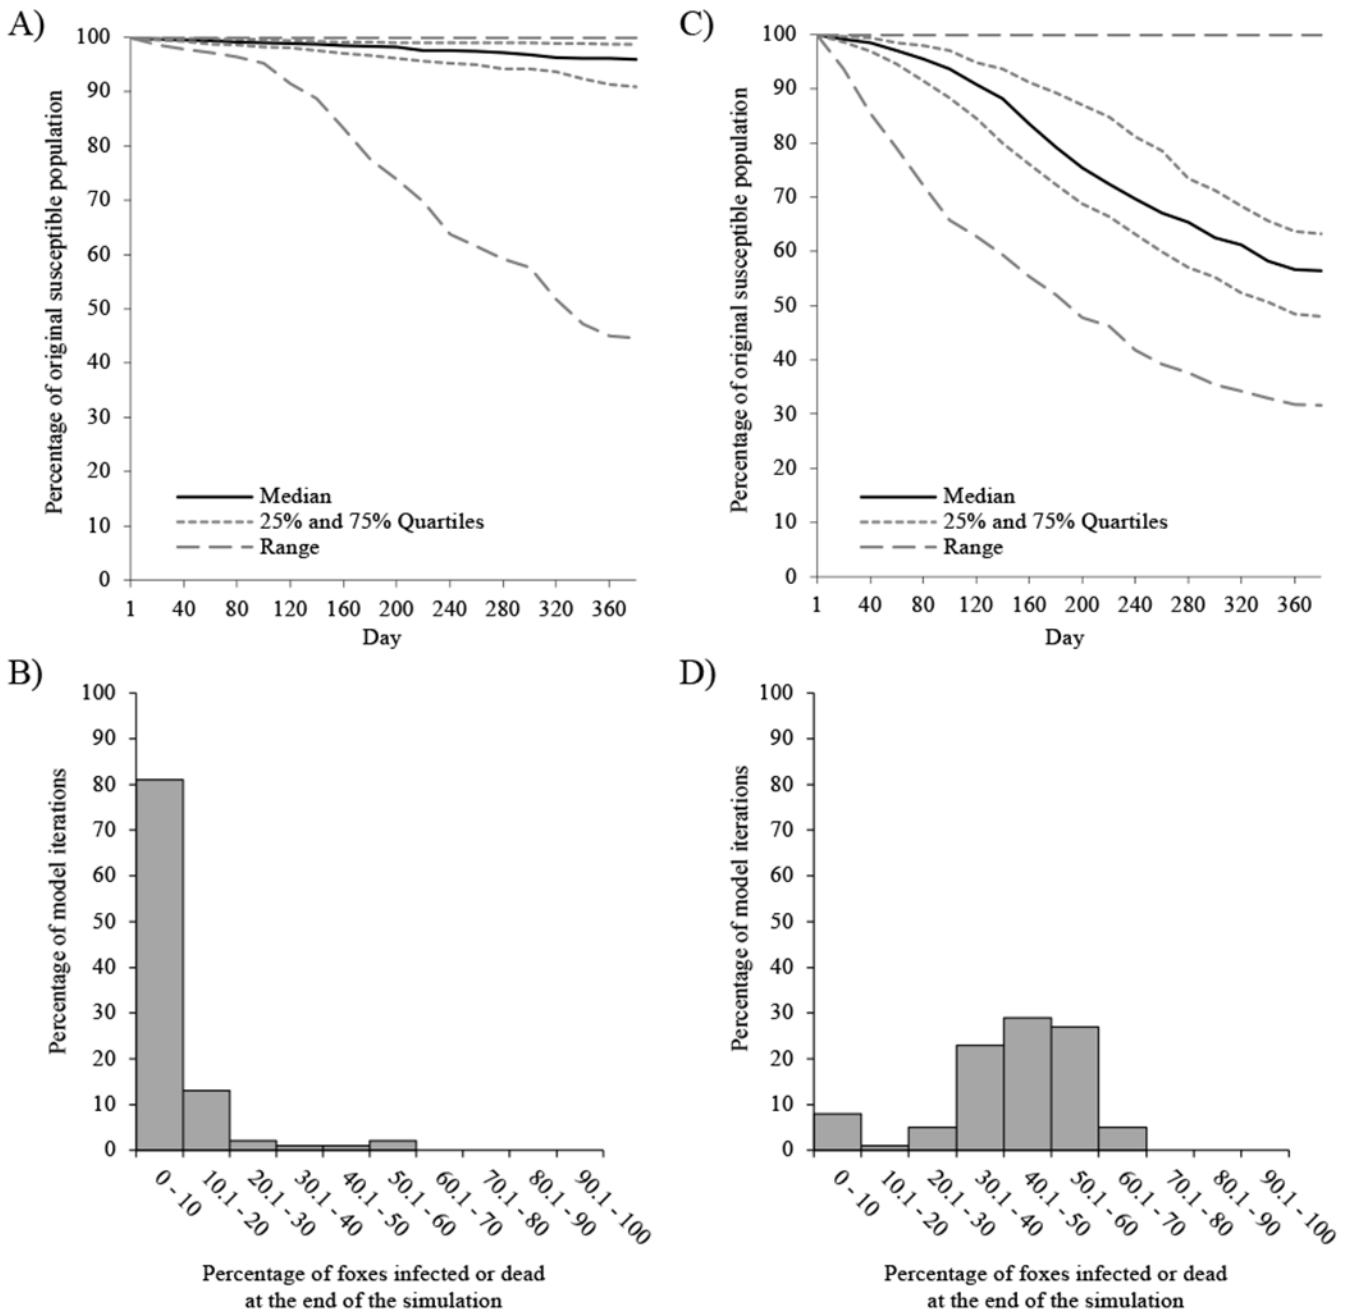 A)
Percentage of original susceptible population
100
90
80
70
60
50
40
30
20
10
0
Median
25% and 75% Quartiles
Range
1 40 80 120 160 200 240 280 320 360
Day
C)
Percentage of original susceptible population
100
90
80
70
60
50
40
30
20
10
0
Median
25% and 75% Quartiles
Range
1 40 80 120 160 200 240 280 320 360
Day
B)
Percentage of model iterations
100
90
80
70
60
50
40
30
20
10
0
0 - 10
10.1 - 20
20.1 - 30
30.1 - 40
40.1 - 50
50.1 - 60
60.1 - 70
70.1 - 80
80.1 - 90
90.1 - 100
Percentage of foxes infected or dead
at the end of the simulation
D)
Percentage of model iterations
100
90
80
70
60
50
40
30
20
10
0
0 - 10
10.1 - 20
20.1 - 30
30.1 - 40
40.1 - 50
50.1 - 60
60.1 - 70
70.1 - 80
80.1 - 90
90.1 - 100
Percentage of foxes infected or dead
at the end of the simulation